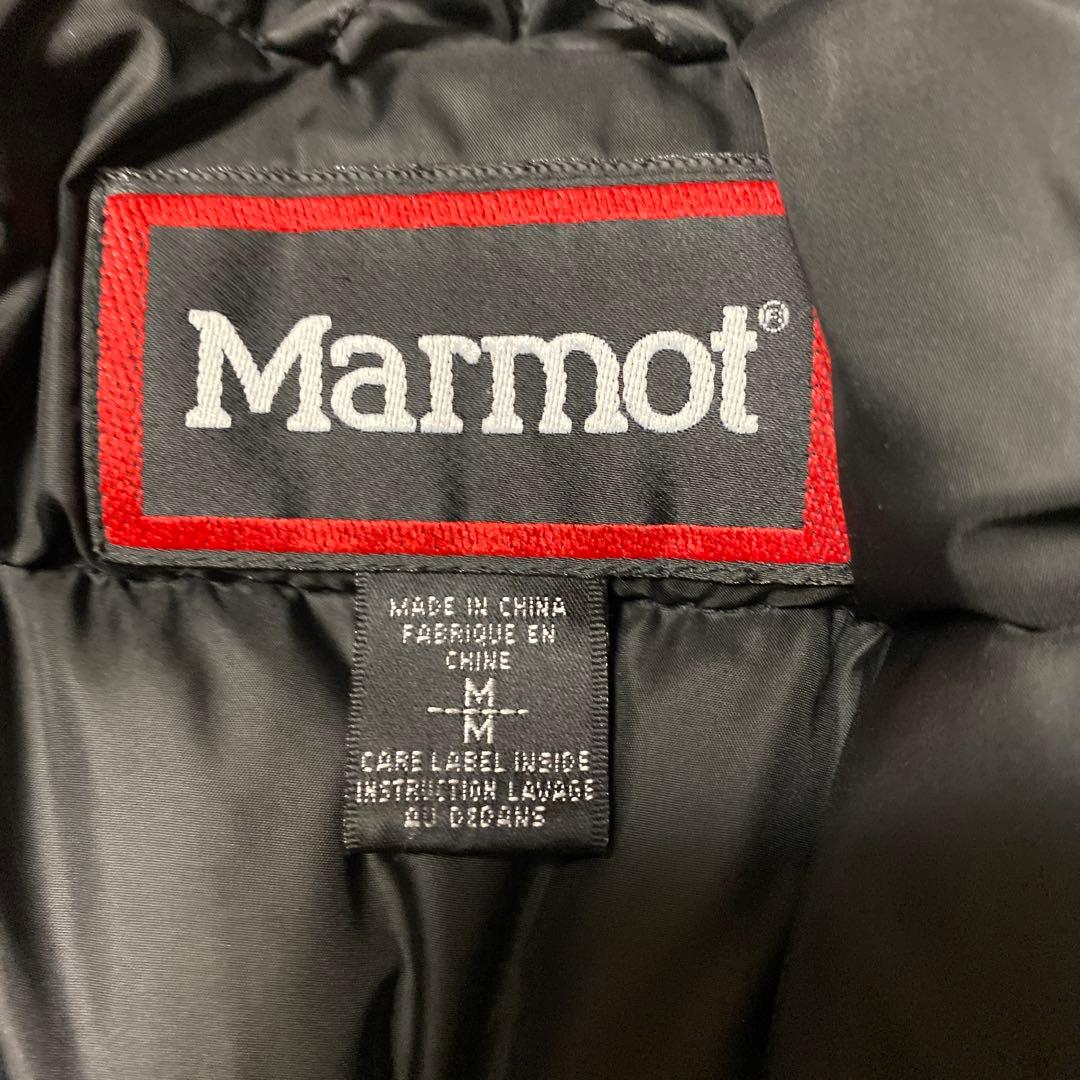 Marmot®
MADE IN CHINA
FABRIQUE EN
CHINE
M
M
CARE LABEL INSIDE
INSTRUCTION LAVAGE
AU DEDANS